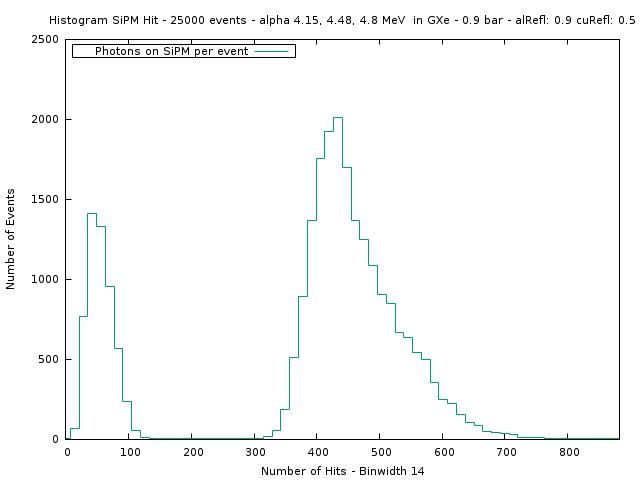 Histogram SiPM Hit - 25000 events - alpha 4.15, 4.48, 4.8 MeV  in GXe - 0.9 bar - alRefl: 0.9 cuRefl: 0.5
2500
Photons on SiPM per event
2000
1500
1000
500
0
Number of Events
0 100 200 300 400 500 600 700 800
Number of Hits - Binwidth 14